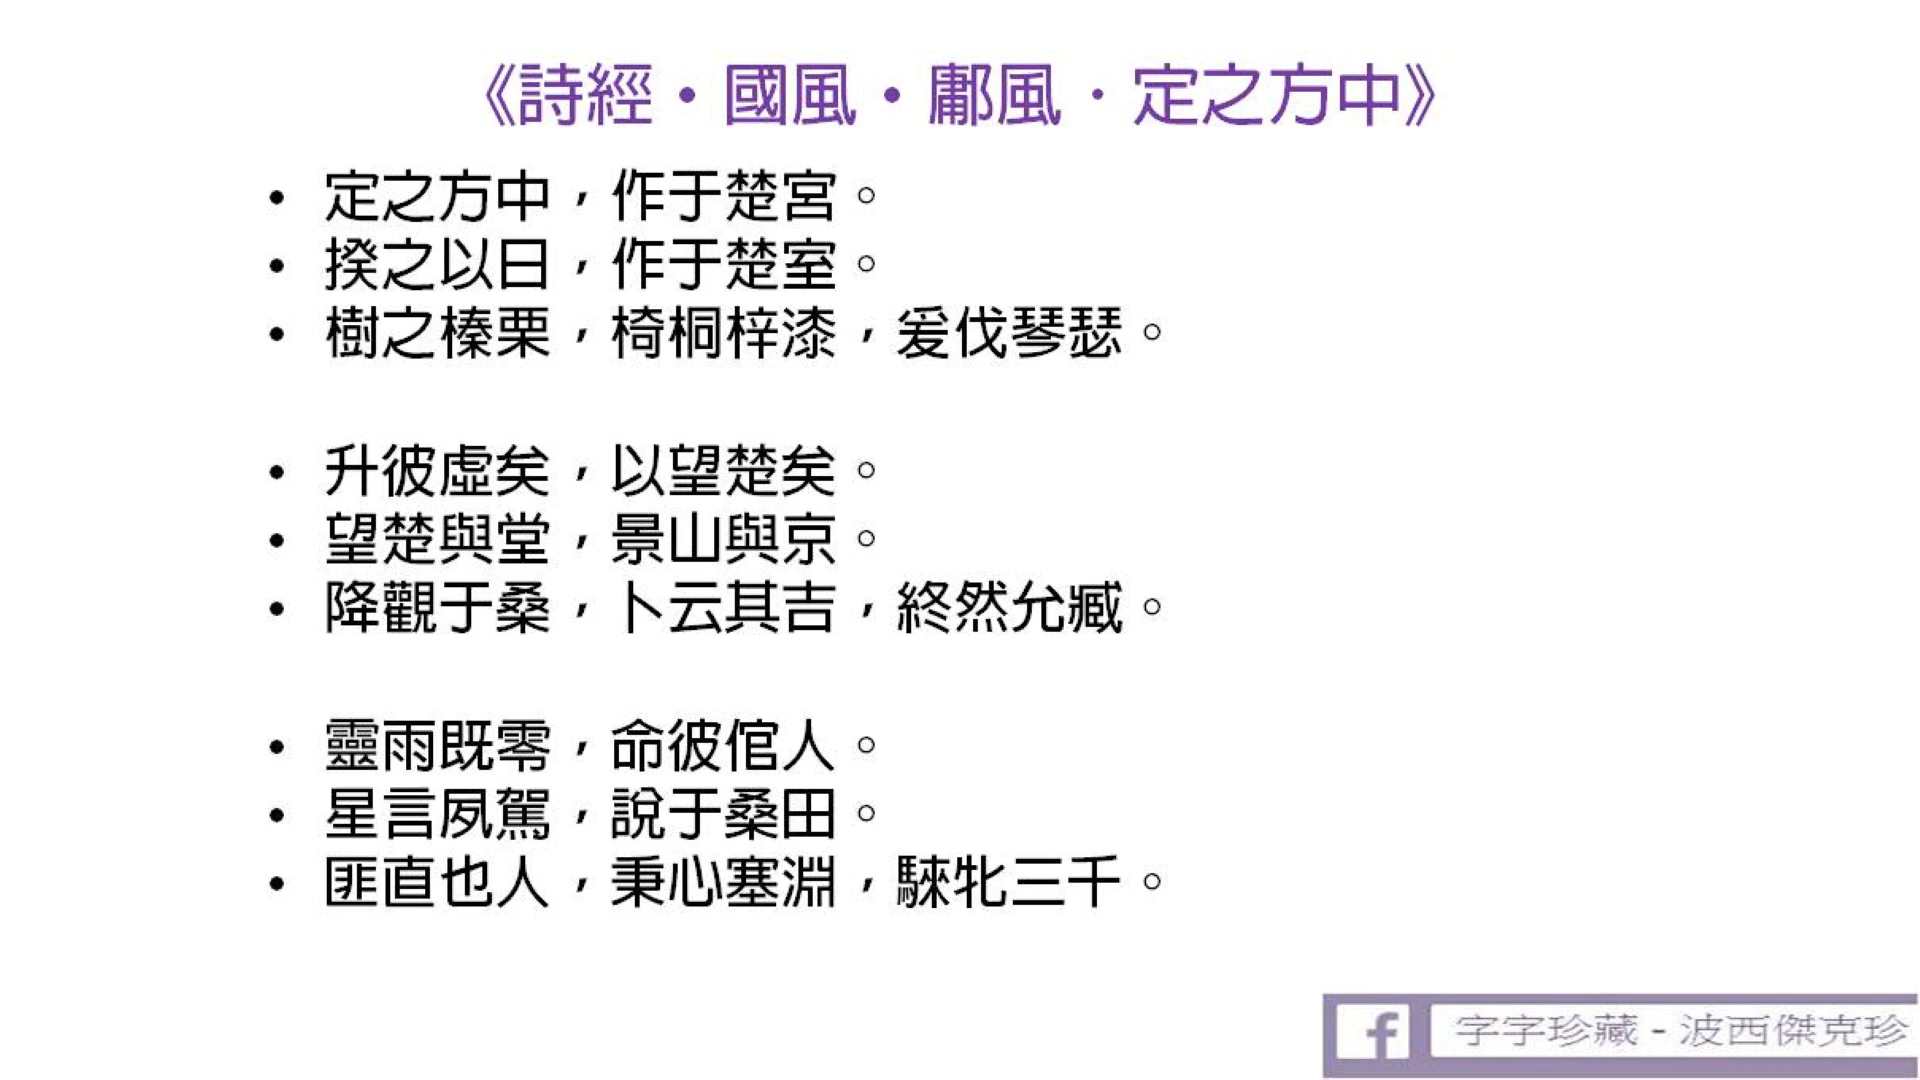 《詩經•國風•鄘風‧定之方中》
• 定之方中，作于楚宮。
• 揆之以日，作于楚室。
• 樹之榛栗，椅桐梓漆，爰伐琴瑟。
• 升彼虛矣，以望楚矣。
• 望楚與堂，景山與京。
• 降觀于桑，卜云其吉，終然允臧。
• 靈雨既零，命彼倌人。
• 星言夙駕，說于桑田。
• 匪直也人，秉心塞淵，騋牝三千。
f 字字珍藏 - 波西傑克珍